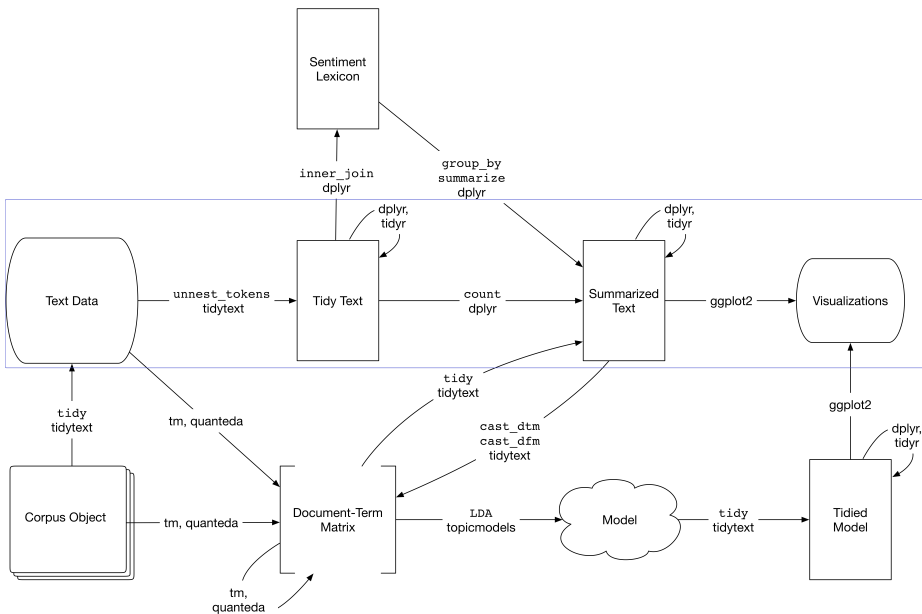 Sentiment
Lexicon
inner_join
dplyr
group_by
summarize
dplyr
dplyr,
tidyr
dplyr,
tidyr
Text Data
unnest_tokens
tidytext
Tidy Text
count
dplyr
Summarized
Text
ggplot2
Visualizations
tidy
tidytext
tm, quanteda
tidy
tidytext
cast_dtm
cast_dfm
tidytext
ggplot2
dplyr,
tidyr
Corpus Object
tm, quanteda
Document-Term
Matrix
LDA
topicmodels
Model
tidy
tidytext
Tidied
Model
tm,
quanteda